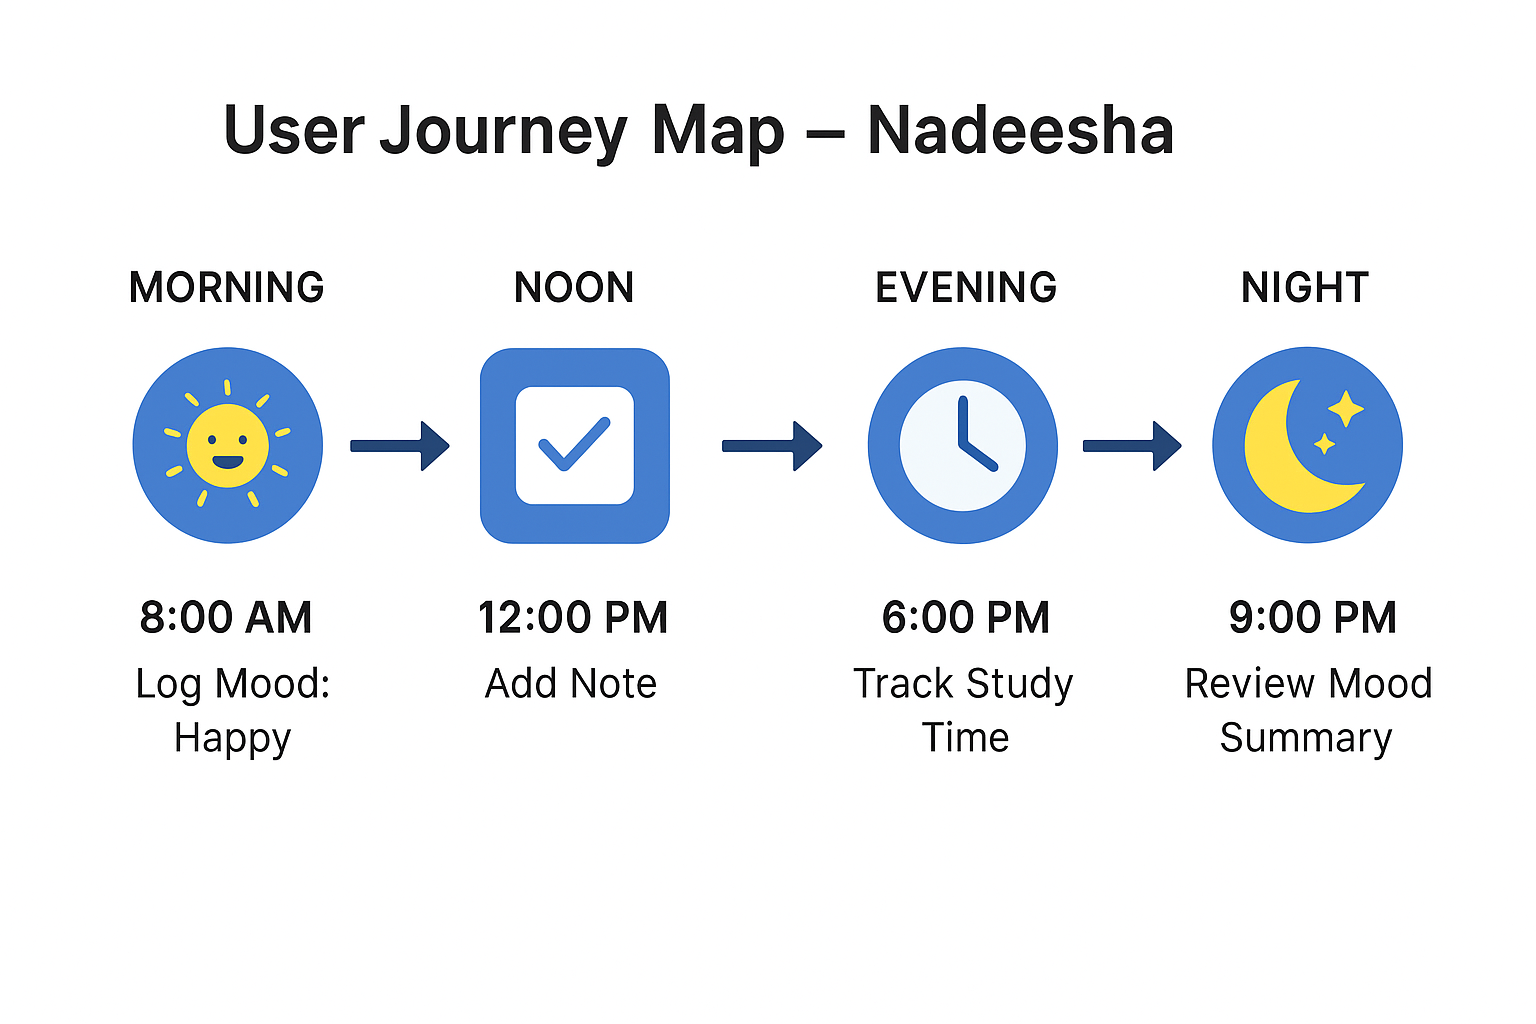 User Journey Map – Nadeesha
MORNING
8:00 AM
Log Mood:
Happy
NOON
12:00 PM
Add Note
EVENING
6:00 PM
Track Study
Time
NIGHT
9:00 PM
Review Mood
Summary